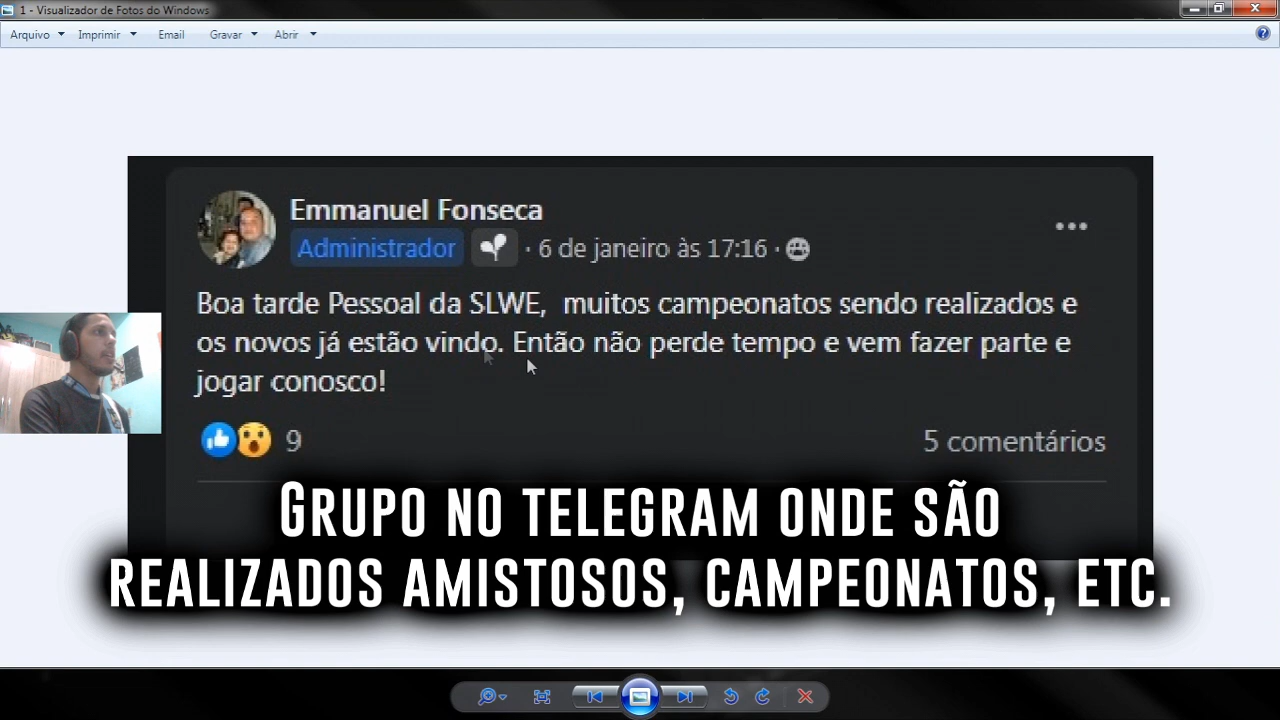 1 - Visualizador de Fotos do Windows
Arquivo Imprimir Email Gravar Abrir
Emmanuel Fonseca
Administrador · 6 de janeiro às 17:16 ·
Boa tarde Pessoal da SLWE, muitos campeonatos sendo realizados e
os novos já estão vindo. Então não perde tempo e vem fazer parte e
jogar conosco!
9 5 comentários
Grupo no telegram onde são
realizados amistosos, campeonatos, etc.